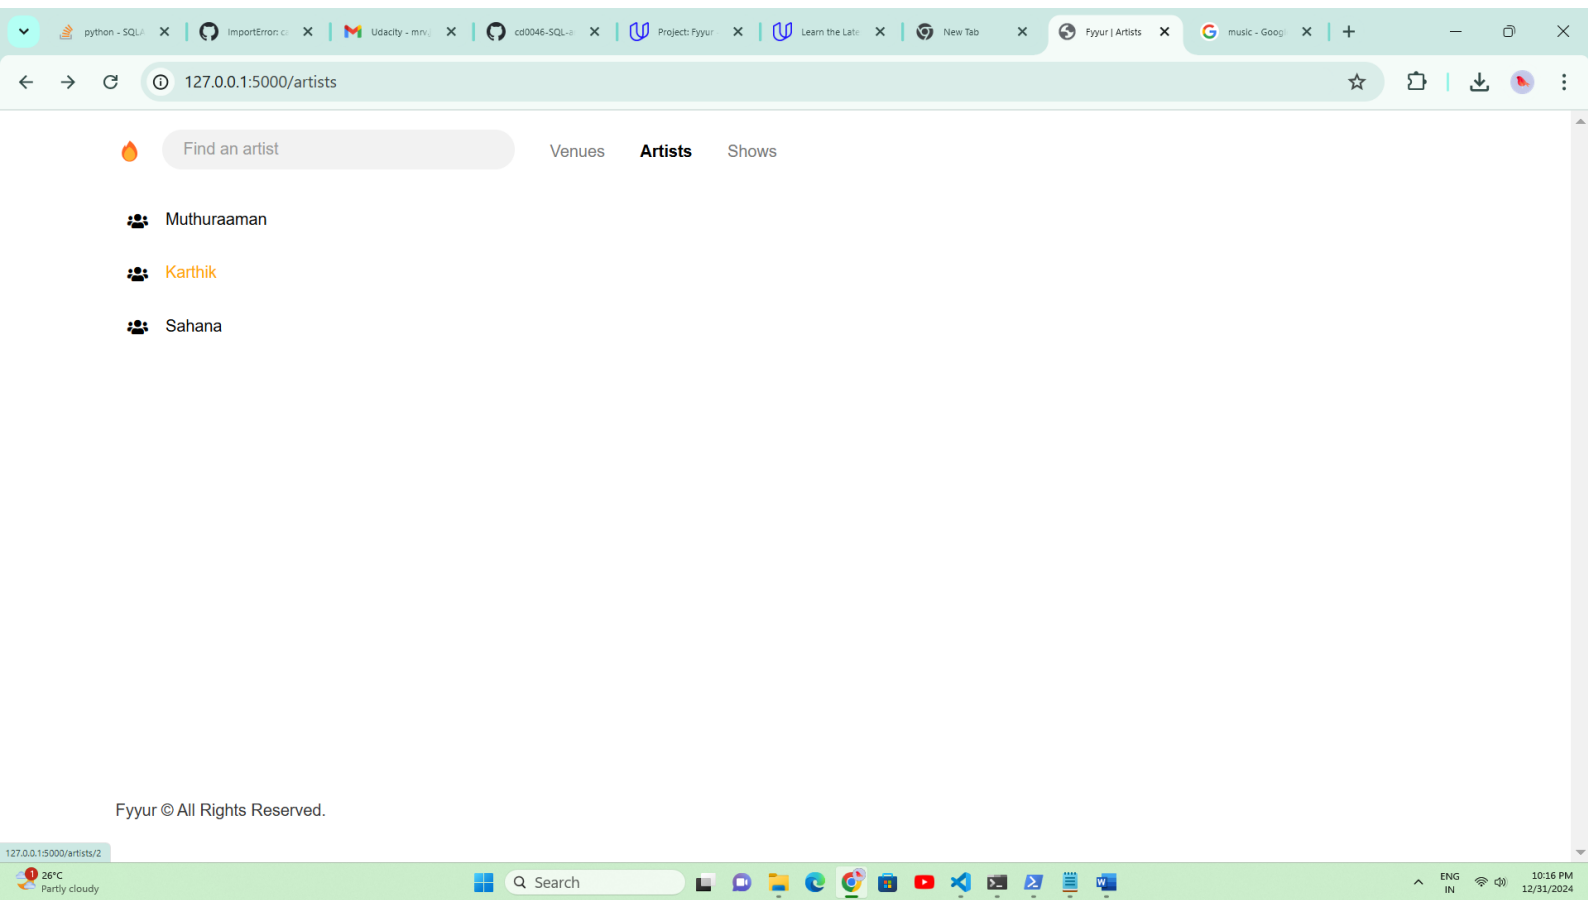 python - SQLA
ImportError: c
Udacity - mrv.
cd0046-SQL-a
Project: Fyyur
Learn the Late
New Tab
Fyyur | Artists
music - Goog
127.0.0.1:5000/artists
Find an artist
Venues
Artists
Shows
Muthuraaman
Karthik
Sahana
Fyyur © All Rights Reserved.
127.0.0.1:5000/artists/2
1
26°C
Partly cloudy
Search
ENG
IN
10:16 PM
12/31/2024